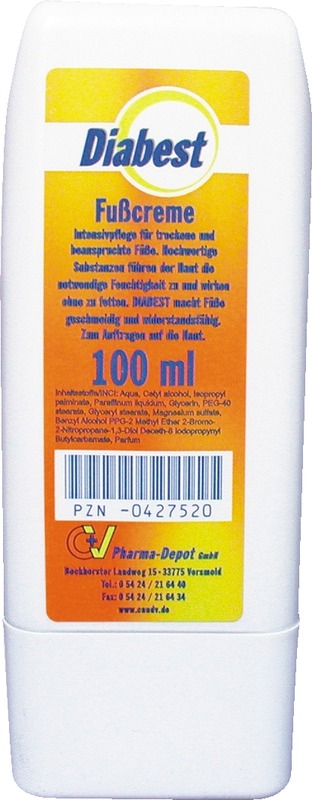 Diabest
Fußcreme
Intensivpflege für trockene und
beanspruchte Füße. Hochwertige
Substanzen führen der Haut die
notwendige Feuchtigkeit zu und wirken
ohne zu fetten. DIABEST macht Füße
geschmeidig und widerstandsfähig.
Zum Auftragen auf die Haut.
100 ml
Inhaltsstoffe/INCI: Aqua, Cetyl alcohol, Isopropyl
palminate, Paraffinum liquidum, Glycerin, PEG-40
stearate, Glyceryl stearate, Magnesium sulfate,
Benzyl Alcohol PPG-2 Methyl Ether 2-Bromo-
2-Nitropropane-1,3-Diol Deceth-6 Iodopropynyl
Butylcarbamate, Parfum
PZN -0427520
C+V Pharma-Depot GmbH
Bockhorster Landweg 15 · 33775 Versmold
Tel.: 0 54 24 / 21 64 40
Fax: 0 54 24 / 21 64 34
www.cundv.de